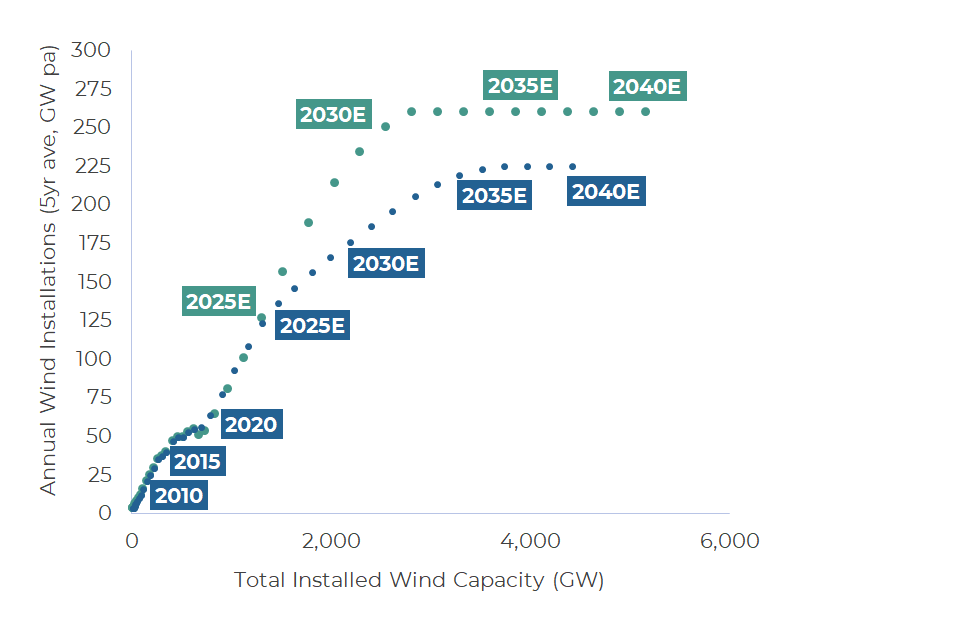 Annual Wind Installations (5yr ave, GW pa)
300
275
250
225
200
175
150
125
100
75
50
25
0
2035E
2040E
2030E
2035E
2040E
2030E
2025E
2025E
2020
2015
2010
0
2,000
4,000
6,000
Total Installed Wind Capacity (GW)